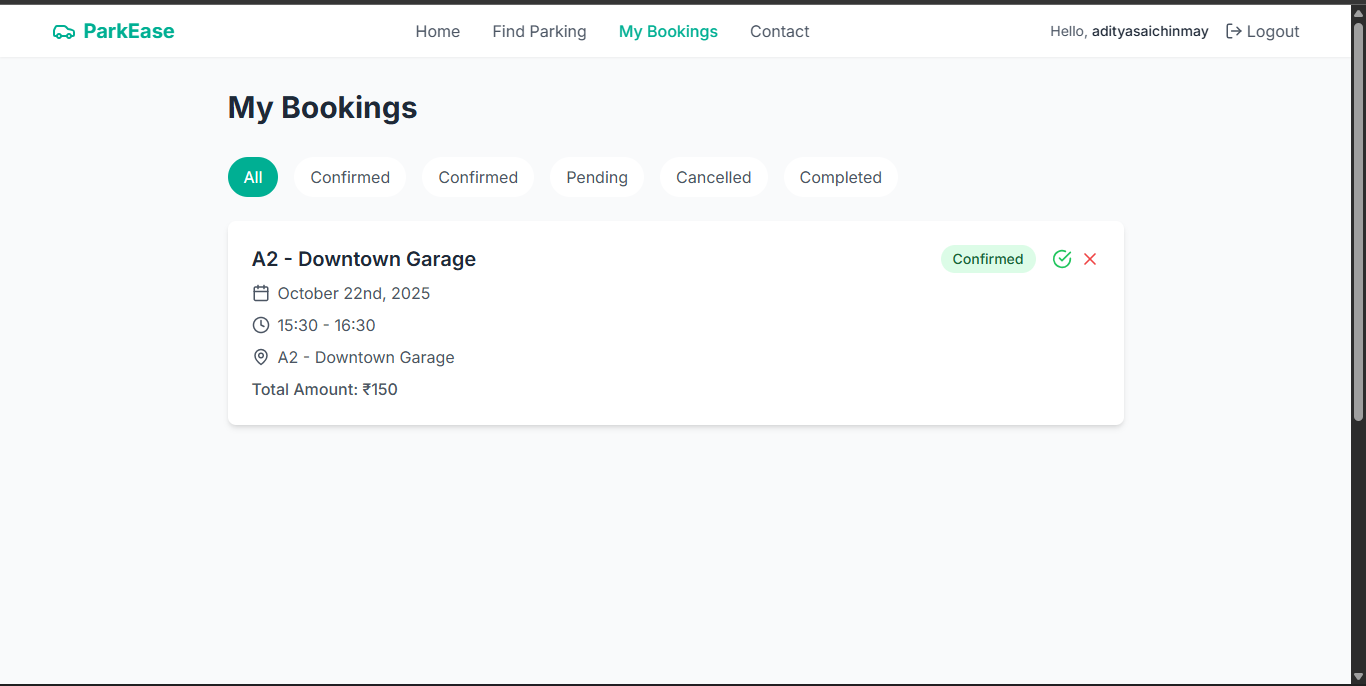 ParkEase
Home Find Parking My Bookings Contact
Hello, adityasaichinmay Logout
My Bookings
All Confirmed Confirmed Pending Cancelled Completed
A2 - Downtown Garage Confirmed
October 22nd, 2025
15:30 - 16:30
A2 - Downtown Garage
Total Amount: ₹150